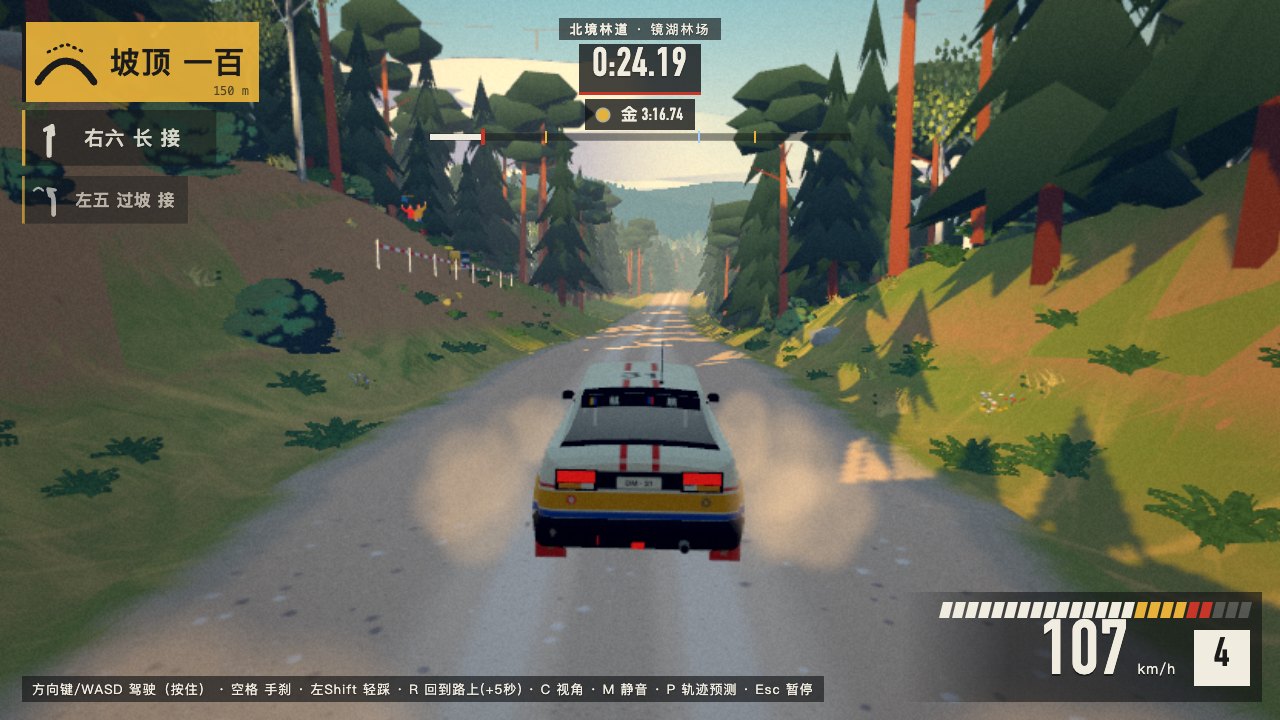 坡顶 一百
150 m
右六 长 接
左五 过坡 接
北境林道 · 镜湖林场
0:24.19
金 3:16.74
107 km/h
4
方向键/WASD 驾驶（按住） · 空格 手刹 · 左Shift 轻踩 · R 回到路上(+5秒) · C 视角 · M 静音 · P 轨迹预测 · Esc 暂停